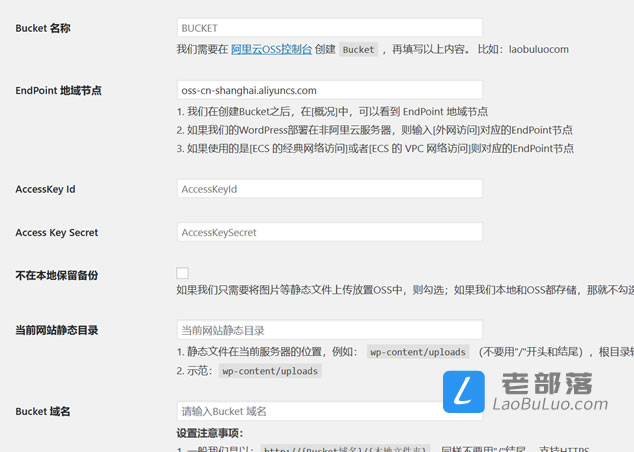 Bucket 名称
BUCKET
我们需要在 阿里云OSS控制台 创建 Bucket ，再填写以上内容。 比如：laobuluocom
EndPoint 地域节点
oss-cn-shanghai.aliyuncs.com
1. 我们在创建Bucket之后，在[概况]中，可以看到 EndPoint 地域节点
2. 如果我们的WordPress部署在非阿里云服务器，则输入[外网访问]对应的EndPoint节点
3. 如果使用的是[ECS 的经典网络访问]或者[ECS 的 VPC 网络访问]则对应的EndPoint节点
AccessKey Id
AccessKeyId
Access Key Secret
AccessKeySecret
不在本地保留备份
如果我们只需要将图片等静态文件上传放置OSS中，则勾选；如果我们本地和OSS都存储，那就不勾选
当前网站静态目录
当前网站静态目录
1. 静态文件在当前服务器的位置，例如： wp-content/uploads （不要用"/"开头和结尾），根目录
2. 示范： wp-content/uploads
老部落
LaoBuLuo.COM
Bucket 域名
请输入Bucket 域名
设置注意事项：
1. 一般我们是以： http://{Bucket域名}/{本地文件夹} ，同样不要用"/"结尾，支持HTTPS